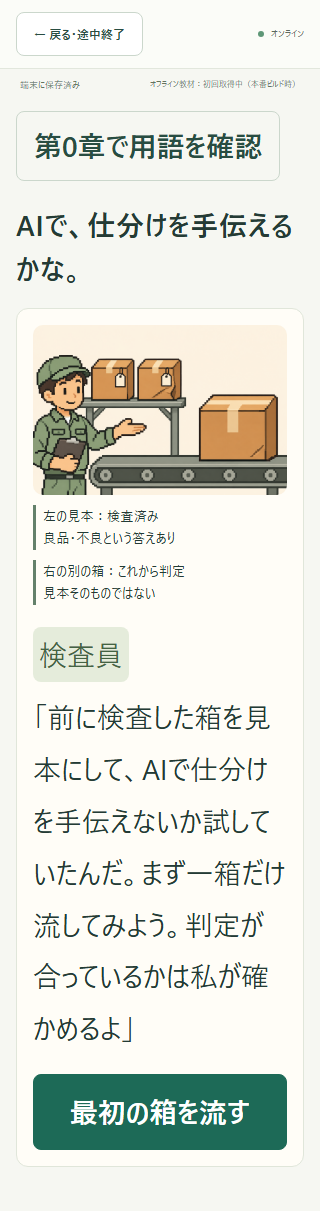 ← 戻る・途中終了
オンライン
端末に保存済み
オフライン教材：初回取得中（本番ビルド時）
第0章で用語を確認
AIで、仕分けを手伝える
かな。
左の見本：検査済み
良品・不良という答えあり
右の別の箱：これから判定
見本そのものではない
検査員
「前に検査した箱を見
本にして、AIで仕分け
を手伝えないか試して
いたんだ。まず一箱だけ
流してみよう。判定が
合っているかは私が確
かめるよ」
最初の箱を流す